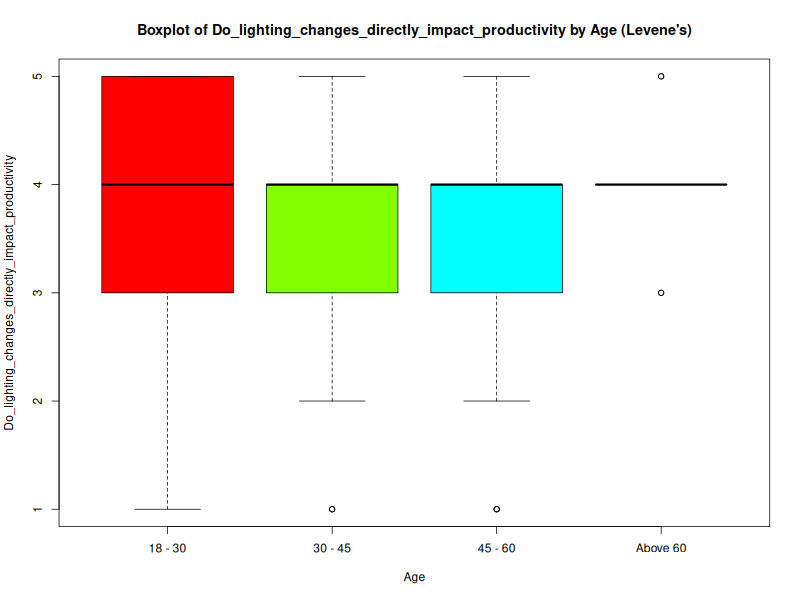 Boxplot of Do_lighting_changes_directly_impact_productivity by Age (Levene's)
Do_lighting_changes_directly_impact_productivity
5
4
3
2
1
18 - 30
30 - 45
45 - 60
Above 60
Age